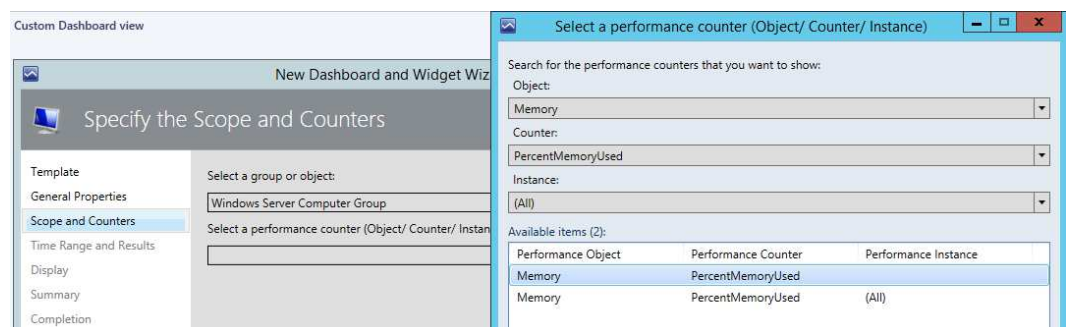 Custom Dashboard view
New Dashboard and Widget Wiz
Specify the Scope and Counters
Template
General Properties
Scope and Counters
Time Range and Results
Display
Summary
Completion
Select a group or object:
Windows Server Computer Group
Select a performance counter (Object/ Counter/ Instan
Select a performance counter (Object/ Counter/ Instance)
Search for the performance counters that you want to show:
Object:
Memory
Counter:
PercentMemoryUsed
Instance:
(All)
Available items (2):
Performance Object Performance Counter Performance Instance
Memory PercentMemoryUsed
Memory PercentMemoryUsed (All)